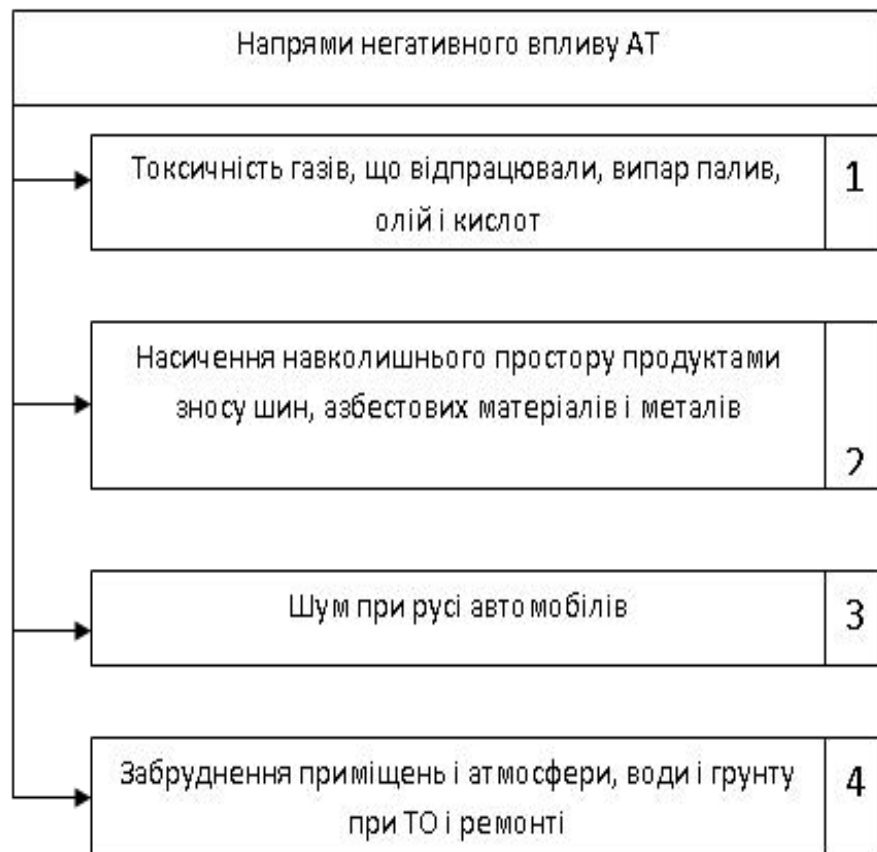 Напрями негативного впливу АТ
Токсичність газів, що відпрацювали, випар палив,
олій і кислот
1
Насичення навколишнього простору продуктами
зносу шин, азбестових матеріалів і металів
2
Шум при русі автомобілів
3
Забруднення приміщень і атмосфери, води і грунту
при ТО і ремонті
4